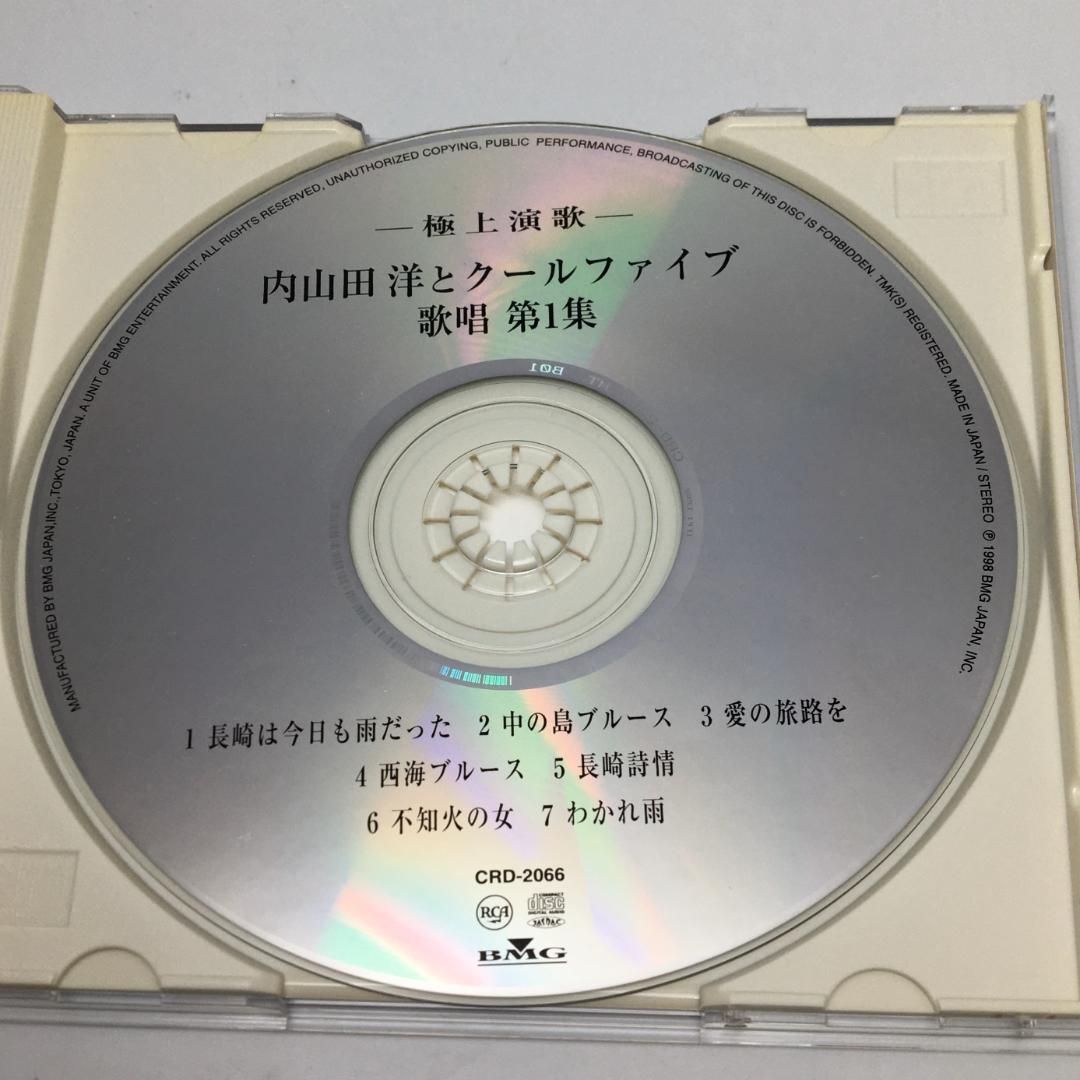 MANUFACTURED BY BMG JAPAN,INC.,TOKYO, JAPAN. A UNIT OF BMG ENTERTAINMENT. ALL RIGHTS RESERVED, UNAUTHORIZED COPYING, PUBLIC PERFORMANCE, BROADCASTING OF THIS DISC IS FORBIDDEN. TMK(S) REGISTERED. MADE IN JAPAN / STEREO ℗ 1998 BMG JAPAN, INC.
—極上演歌—
内山田 洋とクールファイブ
歌唱 第1集
B01
1 長崎は今日も雨だった 2 中の島ブルース 3 愛の旅路を
4 西海ブルース 5 長崎詩情
6 不知火の女 7 わかれ雨
CRD-2066
RCA
COMPACT
disc
DIGITAL AUDIO
JASRAC
BMG